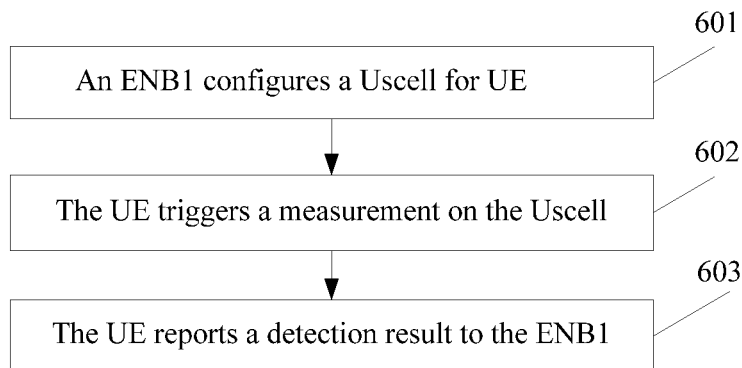 601
An ENB1 configures a Uscell for UE
602
The UE triggers a measurement on the Uscell
603
The UE reports a detection result to the ENB1